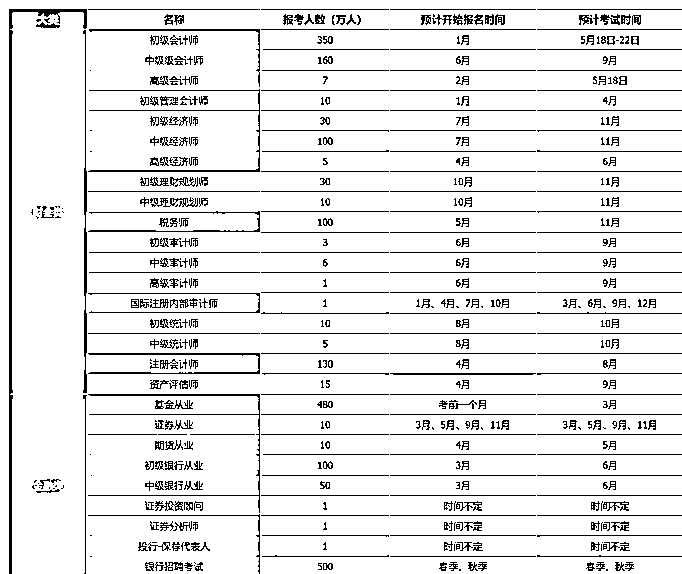 大类 名称 报考人数（万人） 预计开始报名时间 预计考试时间
初级会计师 350 1月 5月18日-22日
中级级会计师 160 6月 9月
高级会计师 7 2月 5月18日
初级管理会计师 10 1月 4月
初级经济师 30 7月 11月
中级经济师 100 7月 11月
高级经济师 5 4月 6月
初级理财规划师 30 10月 11月
中级理财规划师 10 10月 11月
税务师 100 5月 11月
初级审计师 3 6月 9月
中级审计师 6 6月 9月
高级审计师 1 6月 9月
国际注册内部审计师 1 1月、4月、7月、10月 3月、6月、9月、12月
初级统计师 10 8月 10月
中级统计师 5 8月 10月
注册会计师 130 4月 8月
资产评估师 15 4月 9月
基金从业 480 考前一个月 3月
证券从业 10 3月、5月、9月、11月 3月、5月、9月、11月
期货从业 10 4月 5月
初级银行从业 100 3月 6月
中级银行从业 50 3月 6月
证券投资顾问 1 时间不定 时间不定
证券分析师 1 时间不定 时间不定
投行-保荐代表人 1 时间不定 时间不定
银行招聘考试 500 春季、秋季 春季、秋季